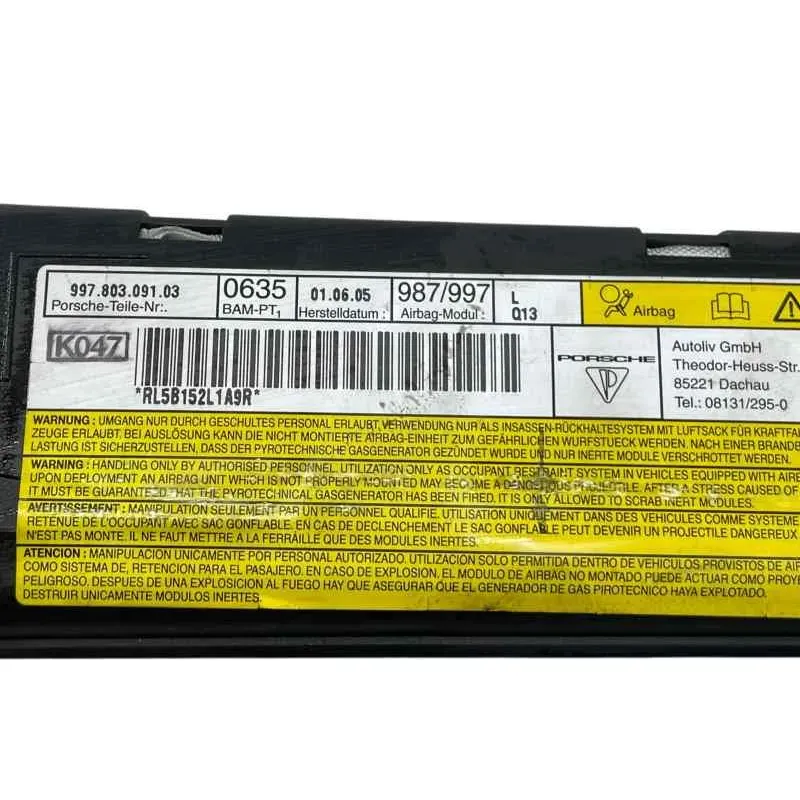 997.803.091.03
Porsche-Teile-Nr:.
0635
BAM-PT1
01.06.05
Herstelldatum :
987/997
Airbag-Modul :
L
Q13
Airbag
K047
*RL5B152L1A9R*
PORSCHE
Autoliv GmbH
Theodor-Heuss-Str.
85221 Dachau
Tel.: 08131/295-0
WARNUNG : UMGANG NUR DURCH GESCHULTES PERSONAL ERLAUBT, VERWENDUNG NUR ALS INSASSEN-RÜCKHALTESYSTEM MIT LUFTSACK FÜR KRAFTFA
ZEUGE ERLAUBT. BEI AUSLÖSUNG KANN DIE NICHT MONTIERTE AIRBAG-EINHEIT ZUM GEFÄHRLICHEN WURFSTUECK WERDEN. NACH EINER BRANDE
LUNG SICHERSTELLEN, DASS DER PYROTECHNISCHE GASGENERATOR GEZÜNDET WURDE UND NUR INERTE MODULE VERSCHROTTET WERDEN.
WARNING : HANDLING ONLY BY AUTHORISED PERSONNEL, UTILIZATION ONLY AS OCCUPANT RESTRAINT SYSTEM IN VEHICLES EQUIPPED WITH AIR
UPON DEPLOYMENT AN AIRBAG UNIT WHICH IS NOT PROPERLY MOUNTED MAY BECOME A DANGEROUS PROJECTILE. AFTER A STRESS CAUSED OF
IT MUST BE GUARANTEED THAT THE PYROTECHNICAL GASGENERATOR HAS BEEN FIRED. IT IS ONLY ALLOWED TO SCRAB INERT MODULES.
AVERTISSEMENT : MANIPULATION SEULEMENT PAR UN PERSONNEL QUALIFIE. UTILISATION UNIQUEMENT DANS DES VEHICULES COMME SYSTEME
RETENUE DE L'OCCUPANT AVEC SAC GONFLABLE. EN CAS DE DECLENCHEMENT LE SAC GONFLABLE PEUT DEVENIR UN PROJECTILE DANGEREUX
N'EST PAS MONTE. IL NE FAUT METTRE A LA FERRAILLE QUE DES MODULES INERTES.
ATENCION : MANIPULACION UNICAMENTE POR PERSONAL AUTORIZADO. UTILIZACION SOLO PERMITIDA DENTRO DE VEHICULOS PROVISTOS DE AIR
COMO SISTEMA DE, RETENCION PARA EL PASAJERO. EN CASO DE EXPLOSION. EL MODULO DE AIRBAG NO MONTADO PUEDE ACTUAR COMO PROYE
PELIGROSO. DESPUES DE UNA EXPLOSION AL FUEGO HAY QUE ASEGURAR QUE EL GENERADOR DE GAS PIROTECNICO HAYA EXPLOTADO.
DESTRUIR UNICAMENTE MODULOS INERTES.